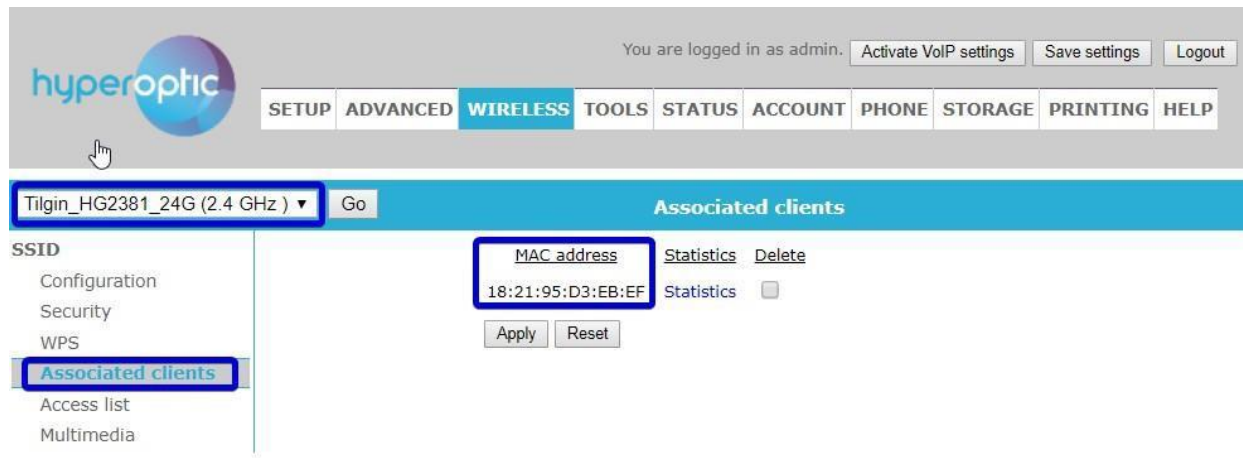 hyperoptic
You are logged in as admin. Activate VoIP settings Save settings Logout
SETUP ADVANCED WIRELESS TOOLS STATUS ACCOUNT PHONE STORAGE PRINTING HELP
Tilgin_HG2381_24G (2.4 GHz ) ▼ Go Associated clients
SSID
Configuration
Security
WPS
Associated clients
Access list
Multimedia
MAC address Statistics Delete
18:21:95:D3:EB:EF Statistics
Apply Reset